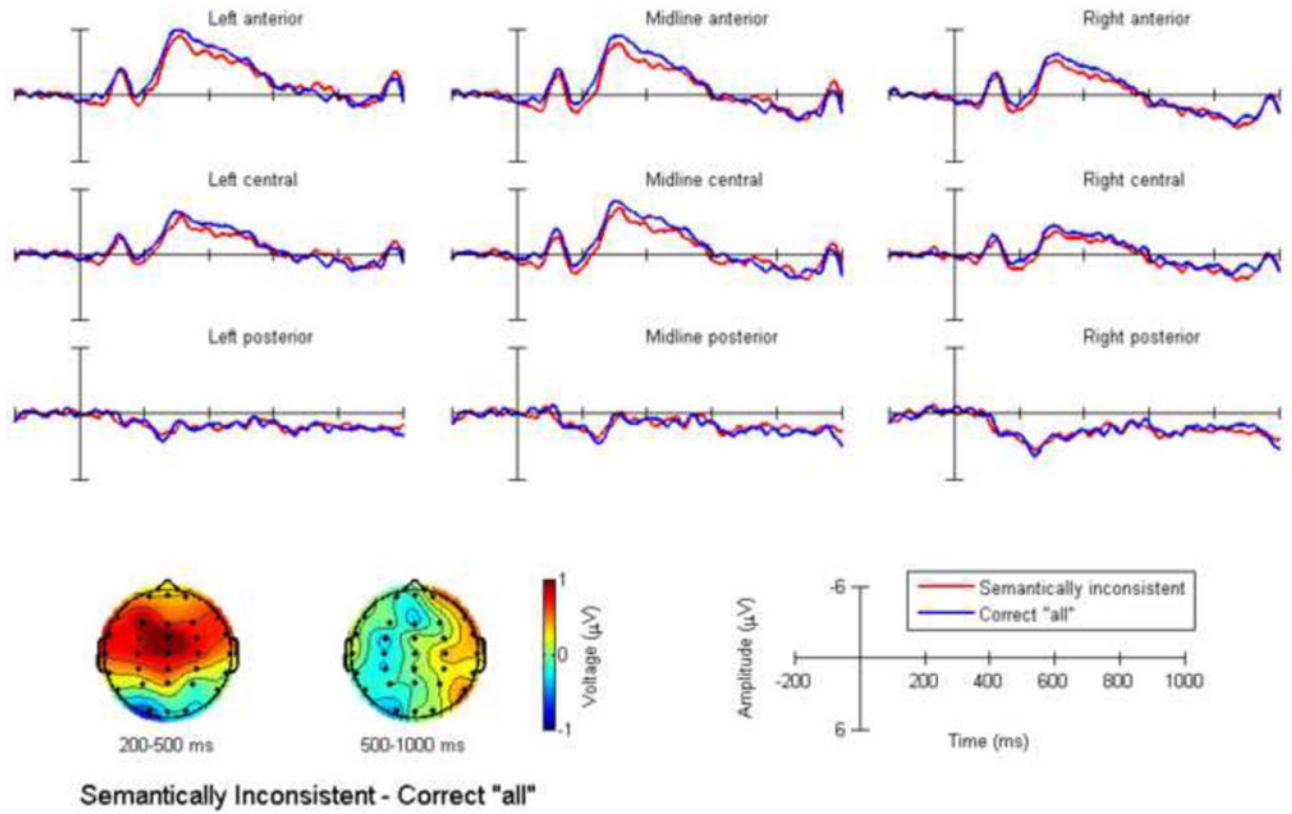 Left anterior
Midline anterior
Right anterior
Left central
Midline central
Right central
Left posterior
Midline posterior
Right posterior
200-500 ms
500-1000 ms
1
0
-1
Voltage (µV)
Semantically Inconsistent - Correct "all"
Semantically inconsistent
Correct "all"
-6
6
Amplitude (µV)
-200
200
400
600
800
1000
Time (ms)